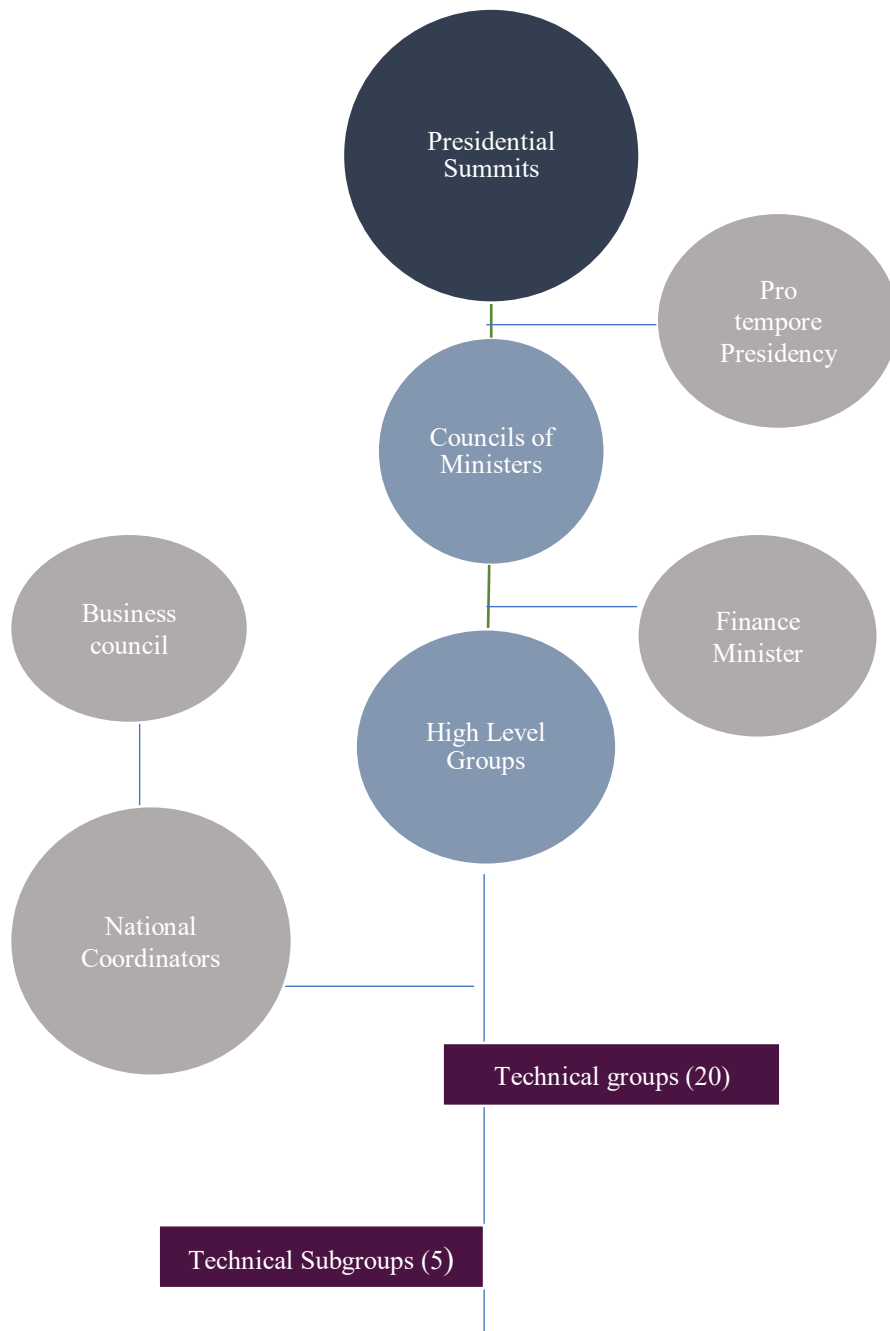 Presidential
Summits
Pro
tempore
Presidency
Councils of
Ministers
Business
council
Finance
Minister
High Level
Groups
National
Coordinators
Technical groups (20)
Technical Subgroups (5)